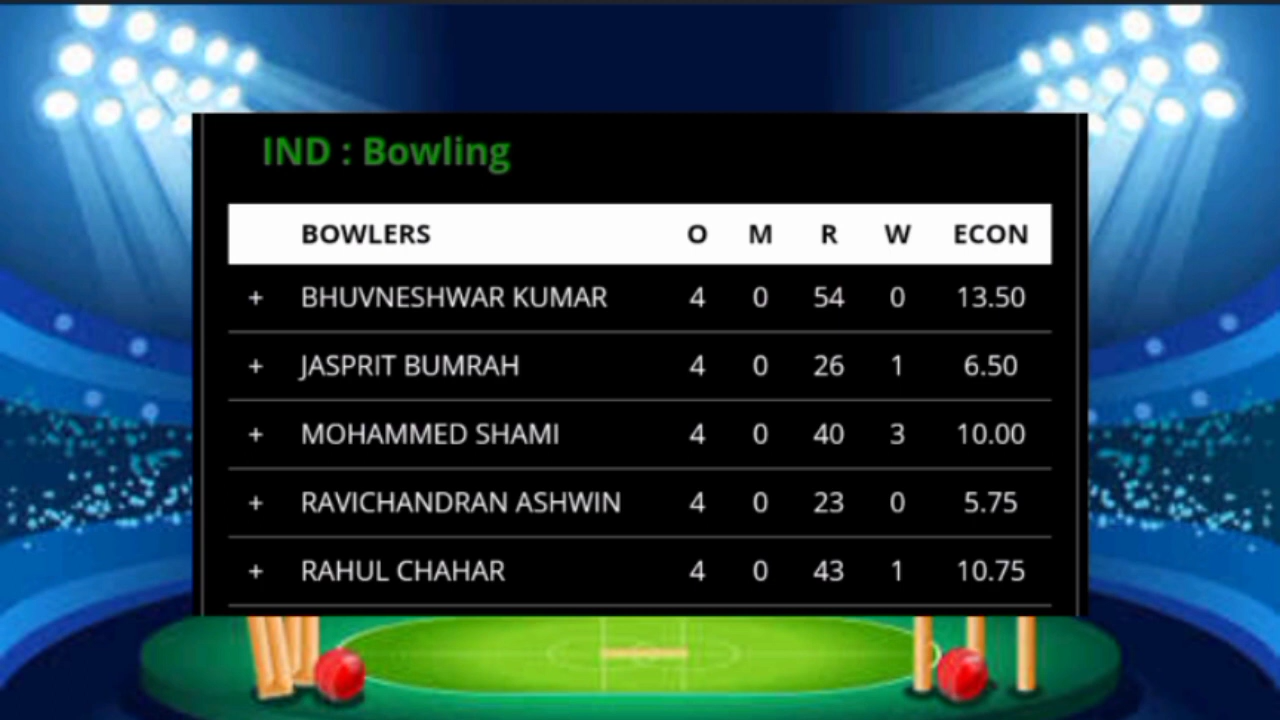 IND : Bowling
BOWLERS O M R W ECON
+ BHUVNESHWAR KUMAR 4 0 54 0 13.50
+ JASPRIT BUMRAH 4 0 26 1 6.50
+ MOHAMMED SHAMI 4 0 40 3 10.00
+ RAVICHANDRAN ASHWIN 4 0 23 0 5.75
+ RAHUL CHAHAR 4 0 43 1 10.75